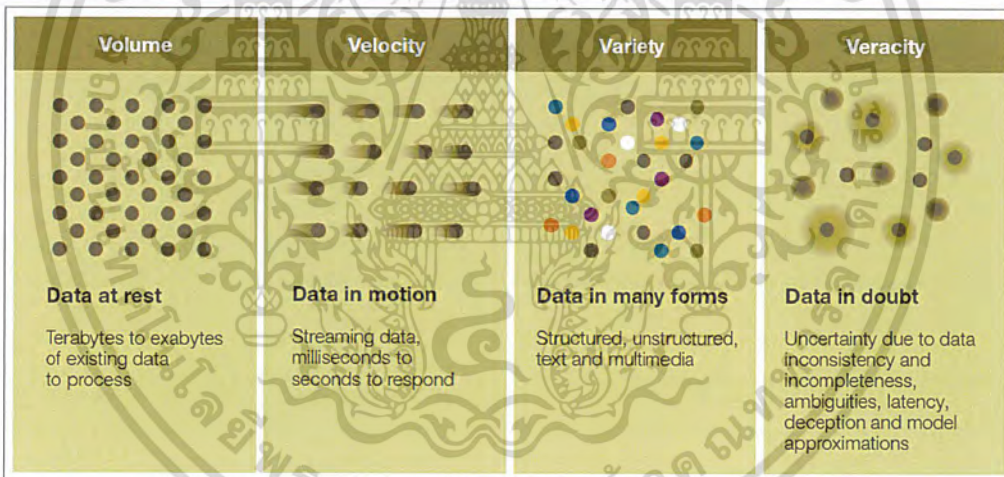 Volume
Data at rest
Terabytes to exabytes
of existing data
to process
Velocity
Data in motion
Streaming data,
milliseconds to
seconds to respond
Variety
Data in many forms
Structured, unstructured,
text and multimedia
Veracity
Data in doubt
Uncertainty due to data
inconsistency and
incompleteness,
ambiguities, latency,
deception and model
approximations